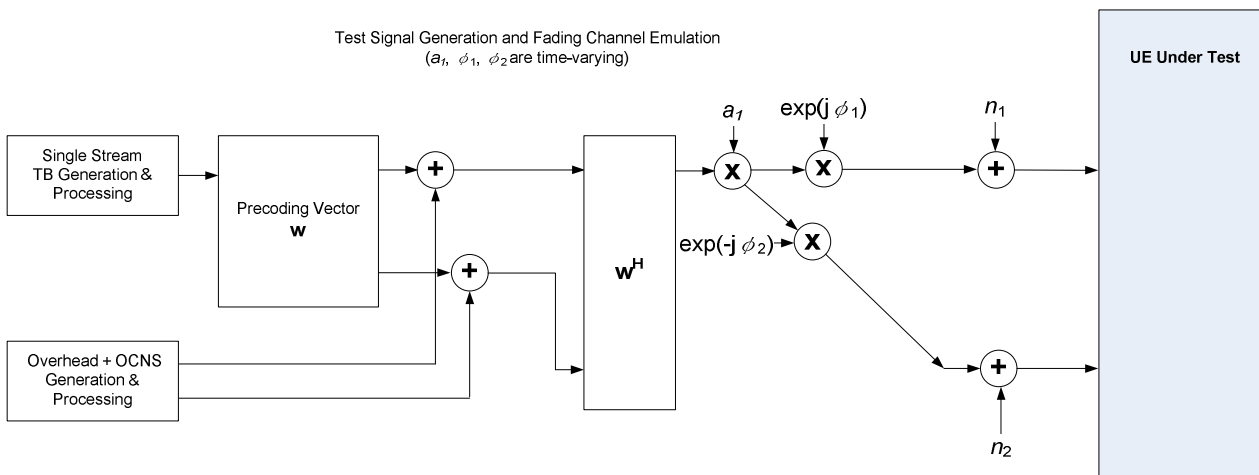 Test Signal Generation and Fading Channel Emulation
(a₁, ϕ₁, ϕ₂ are time-varying)
UE Under Test
a₁
exp(j ϕ₁)
n₁
Single Stream
TB Generation &
Processing
Precoding Vector
w
+
+
wᴴ
x
x
+
exp(-j ϕ₂)
x
Overhead + OCNS
Generation &
Processing
+
n₂